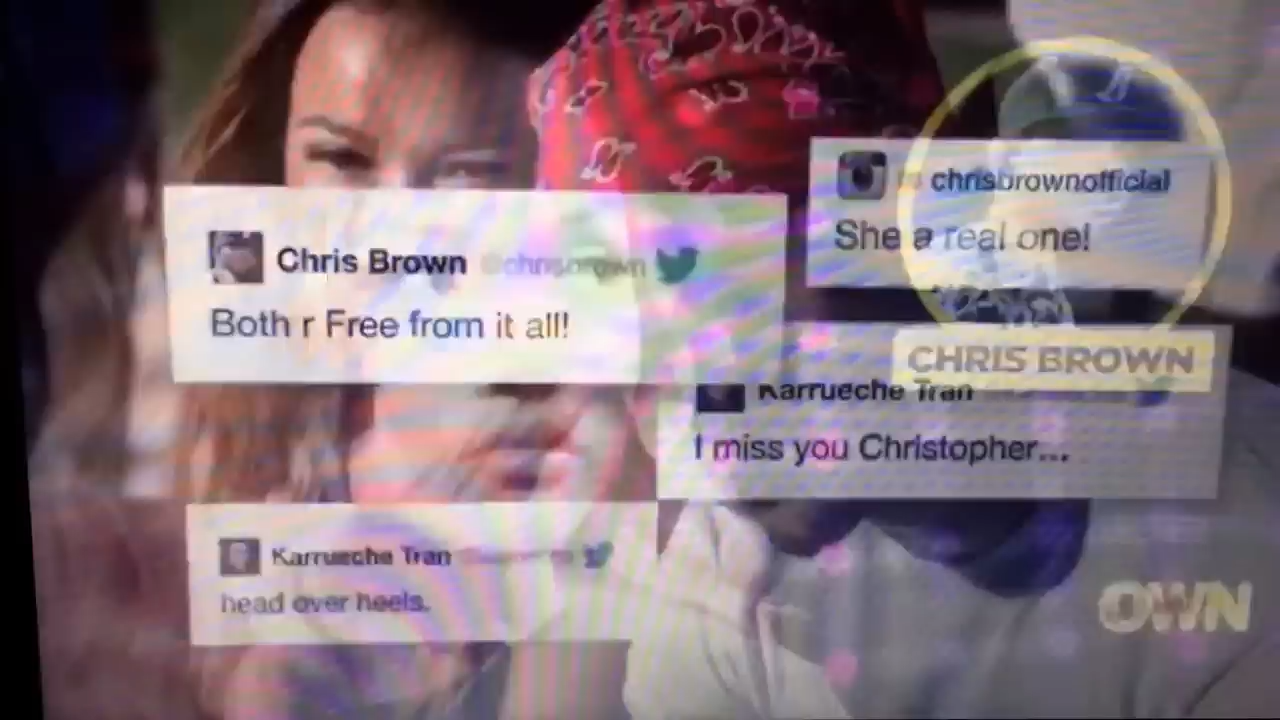 chrisbrownofficial
She a real one!
Chris Brown @chrisbrown
Both r Free from it all!
CHRIS BROWN
Karrueche Tran
I miss you Christopher...
Karrueche Tran
head over heels.
OWN